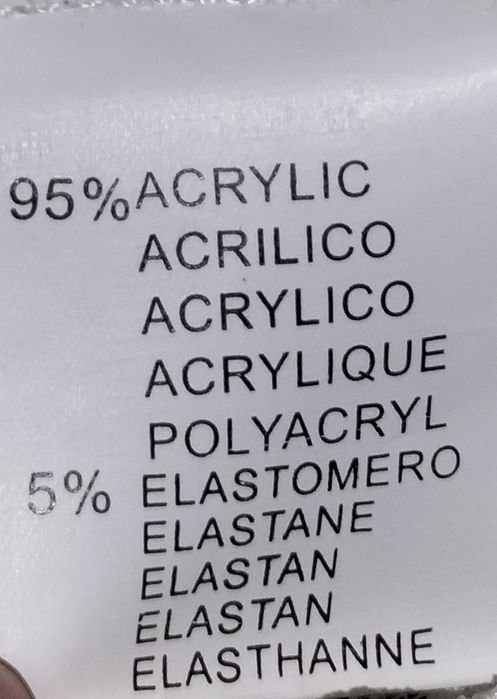 95%ACRYLIC
ACRILICO
ACRYLICO
ACRYLIQUE
POLYACRYL
5% ELASTOMERO
ELASTANE
ELASTAN
ELASTAN
ELASTHANNE